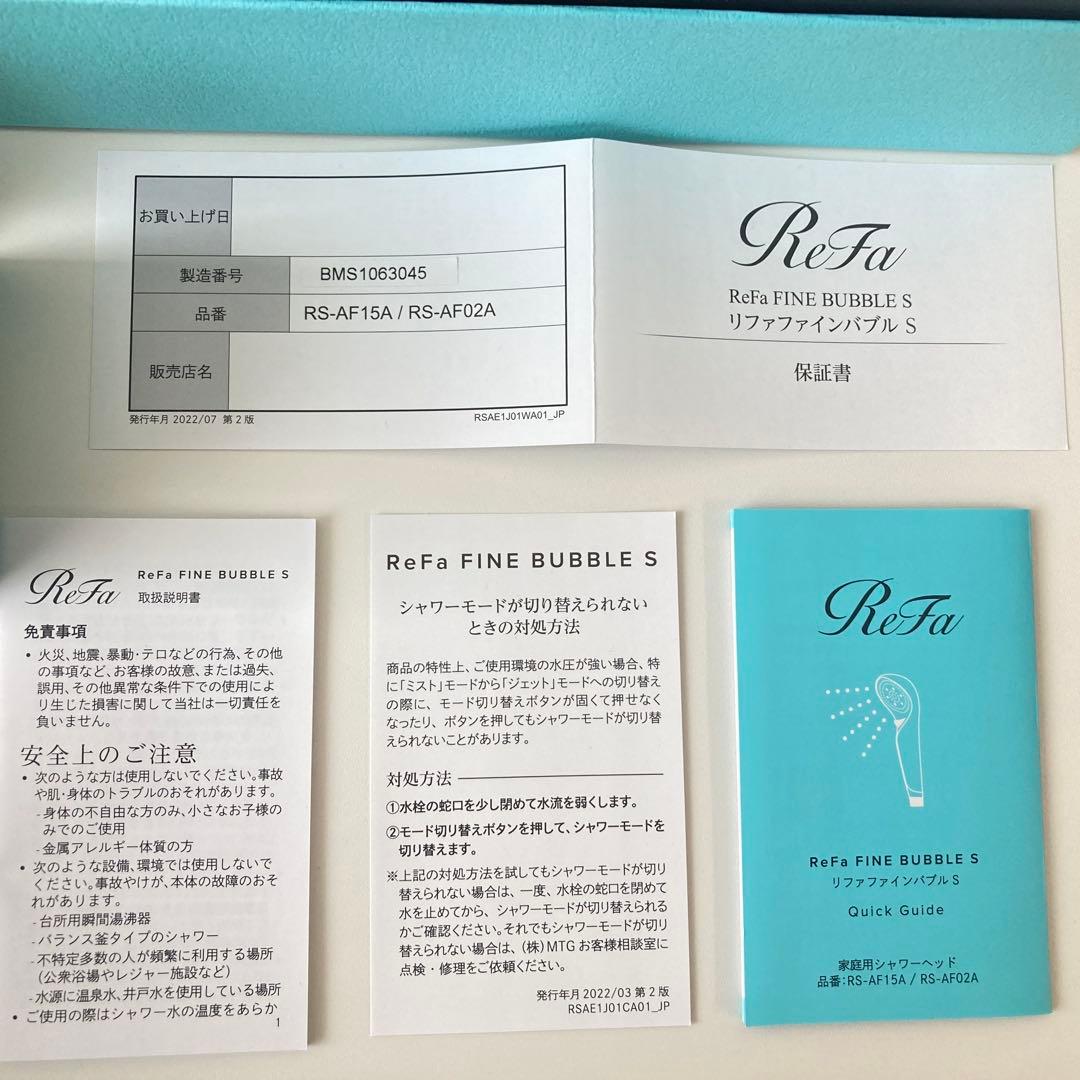 お買い上げ日
製造番号 BMS1063045
品番 RS-AF15A / RS-AF02A
販売店名
発行年月 2022/07 第2版 RSAE1J01WA01_JP
ReFa
ReFa FINE BUBBLE S
リファファインバブル S
保証書
ReFa
ReFa FINE BUBBLE S
取扱説明書
免責事項
• 火災、地震、暴動・テロなどの行為、その他
の事項など、お客様の故意、または過失、
誤用、その他異常な条件下での使用によ
り生じた損害に関して当社は一切責任を
負いません。
安全上のご注意
• 次のような方は使用しないでください。事故
や肌・身体のトラブルのおそれがあります。
- 身体の不自由な方のみ、小さなお子様の
みでのご使用
- 金属アレルギー体質の方
• 次のような設備、環境では使用しないで
ください。事故やけが、本体の故障のおそ
れがあります。
- 台所用瞬間湯沸器
- バランス釜タイプのシャワー
- 不特定多数の人が頻繁に利用する場所
（公衆浴場やレジャー施設など）
- 水源に温泉水、井戸水を使用している場所
• ご使用の際はシャワー水の温度をあらか
1
ReFa FINE BUBBLE S
シャワーモードが切り替えられない
ときの対処方法
商品の特性上、ご使用環境の水圧が強い場合、特
に「ミスト」モードから「ジェット」モードへの切り替え
の際に、モード切り替えボタンが固くて押せなく
なったり、ボタンを押してもシャワーモードが切り替
えられないことがあります。
対処方法
①水栓の蛇口を少し閉めて水流を弱くします。
②モード切り替えボタンを押して、シャワーモードを
切り替えます。
※上記の対処方法を試してもシャワーモードが切り
替えられない場合は、一度、水栓の蛇口を閉めて
水を止めてから、シャワーモードが切り替えられる
かご確認ください。それでもシャワーモードが切り
替えられない場合は、（株）MTG お客様相談室に
点検・修理をご依頼ください。
発行年月 2022/03 第2版
RSAE1J01CA01_JP
ReFa
ReFa FINE BUBBLE S
リファファインバブル S
Quick Guide
家庭用シャワーヘッド
品番：RS-AF15A / RS-AF02A